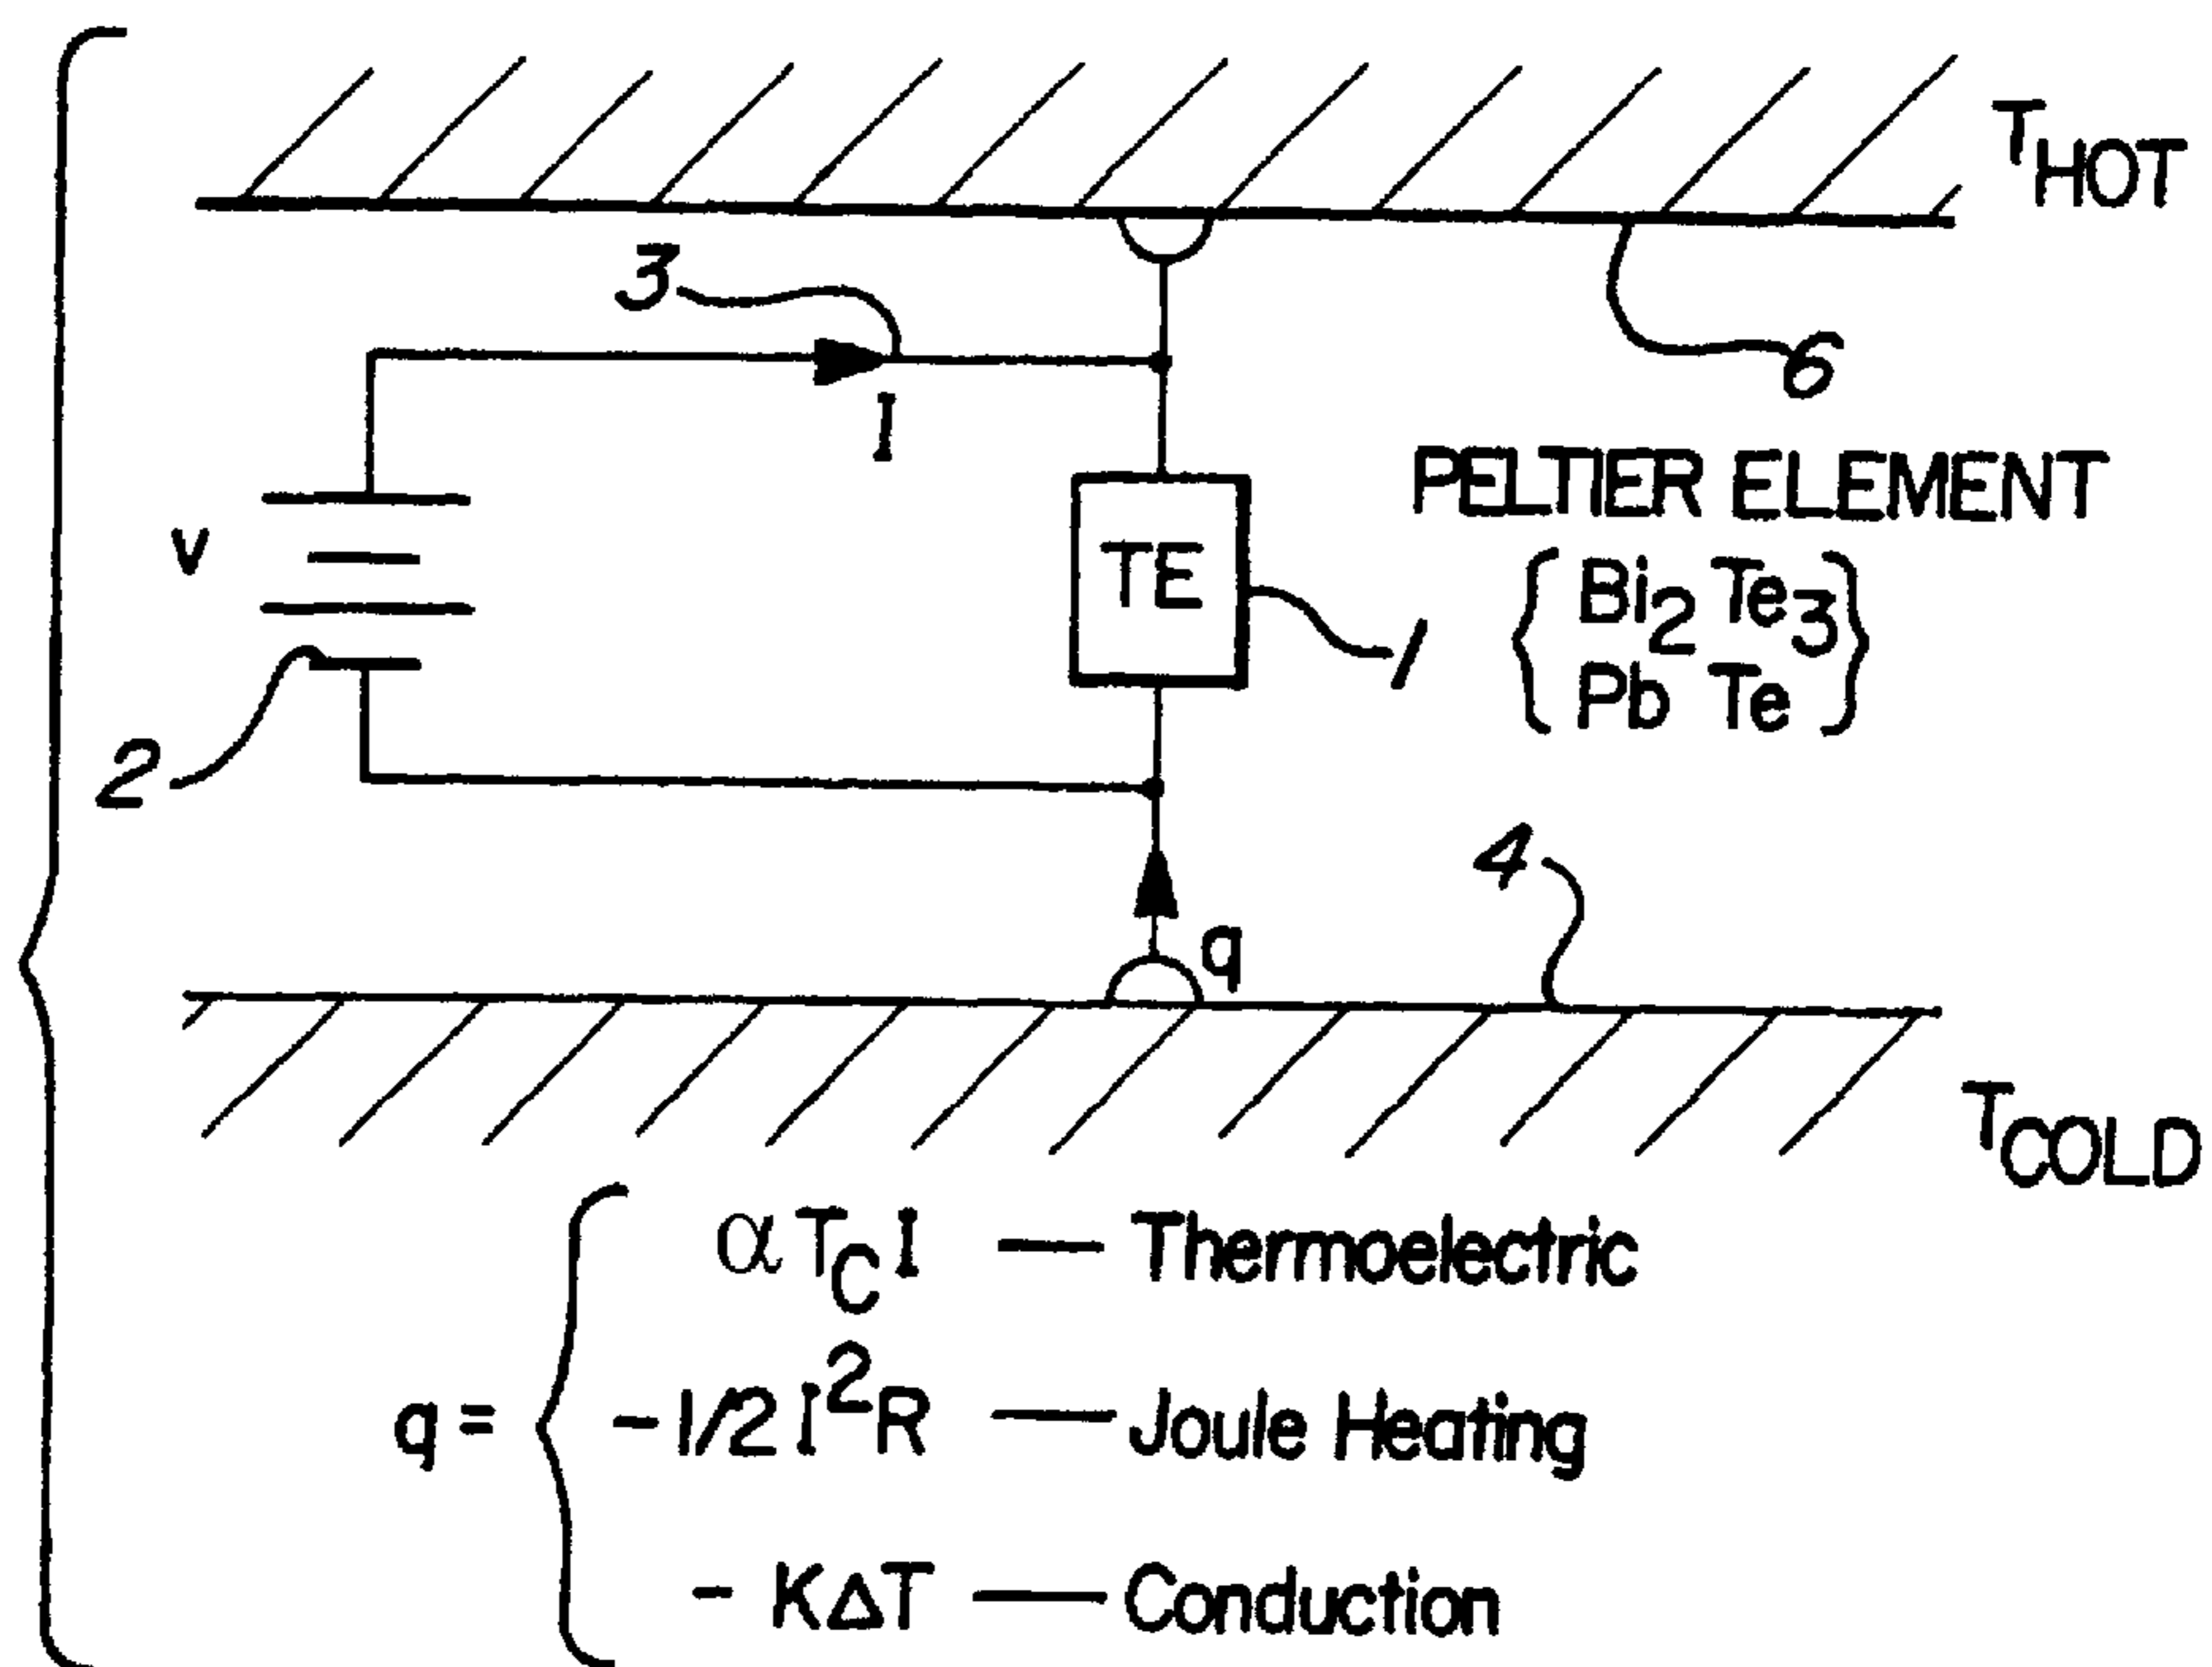 T_HOT
3
I
6
PELTIER ELEMENT
V
TE
1
Bi2 Te3
Pb Te
2
4
q
T_COLD
αT_C I — Thermoelectric
q = -1/2 I²R — Joule Heating
- KΔT — Conduction